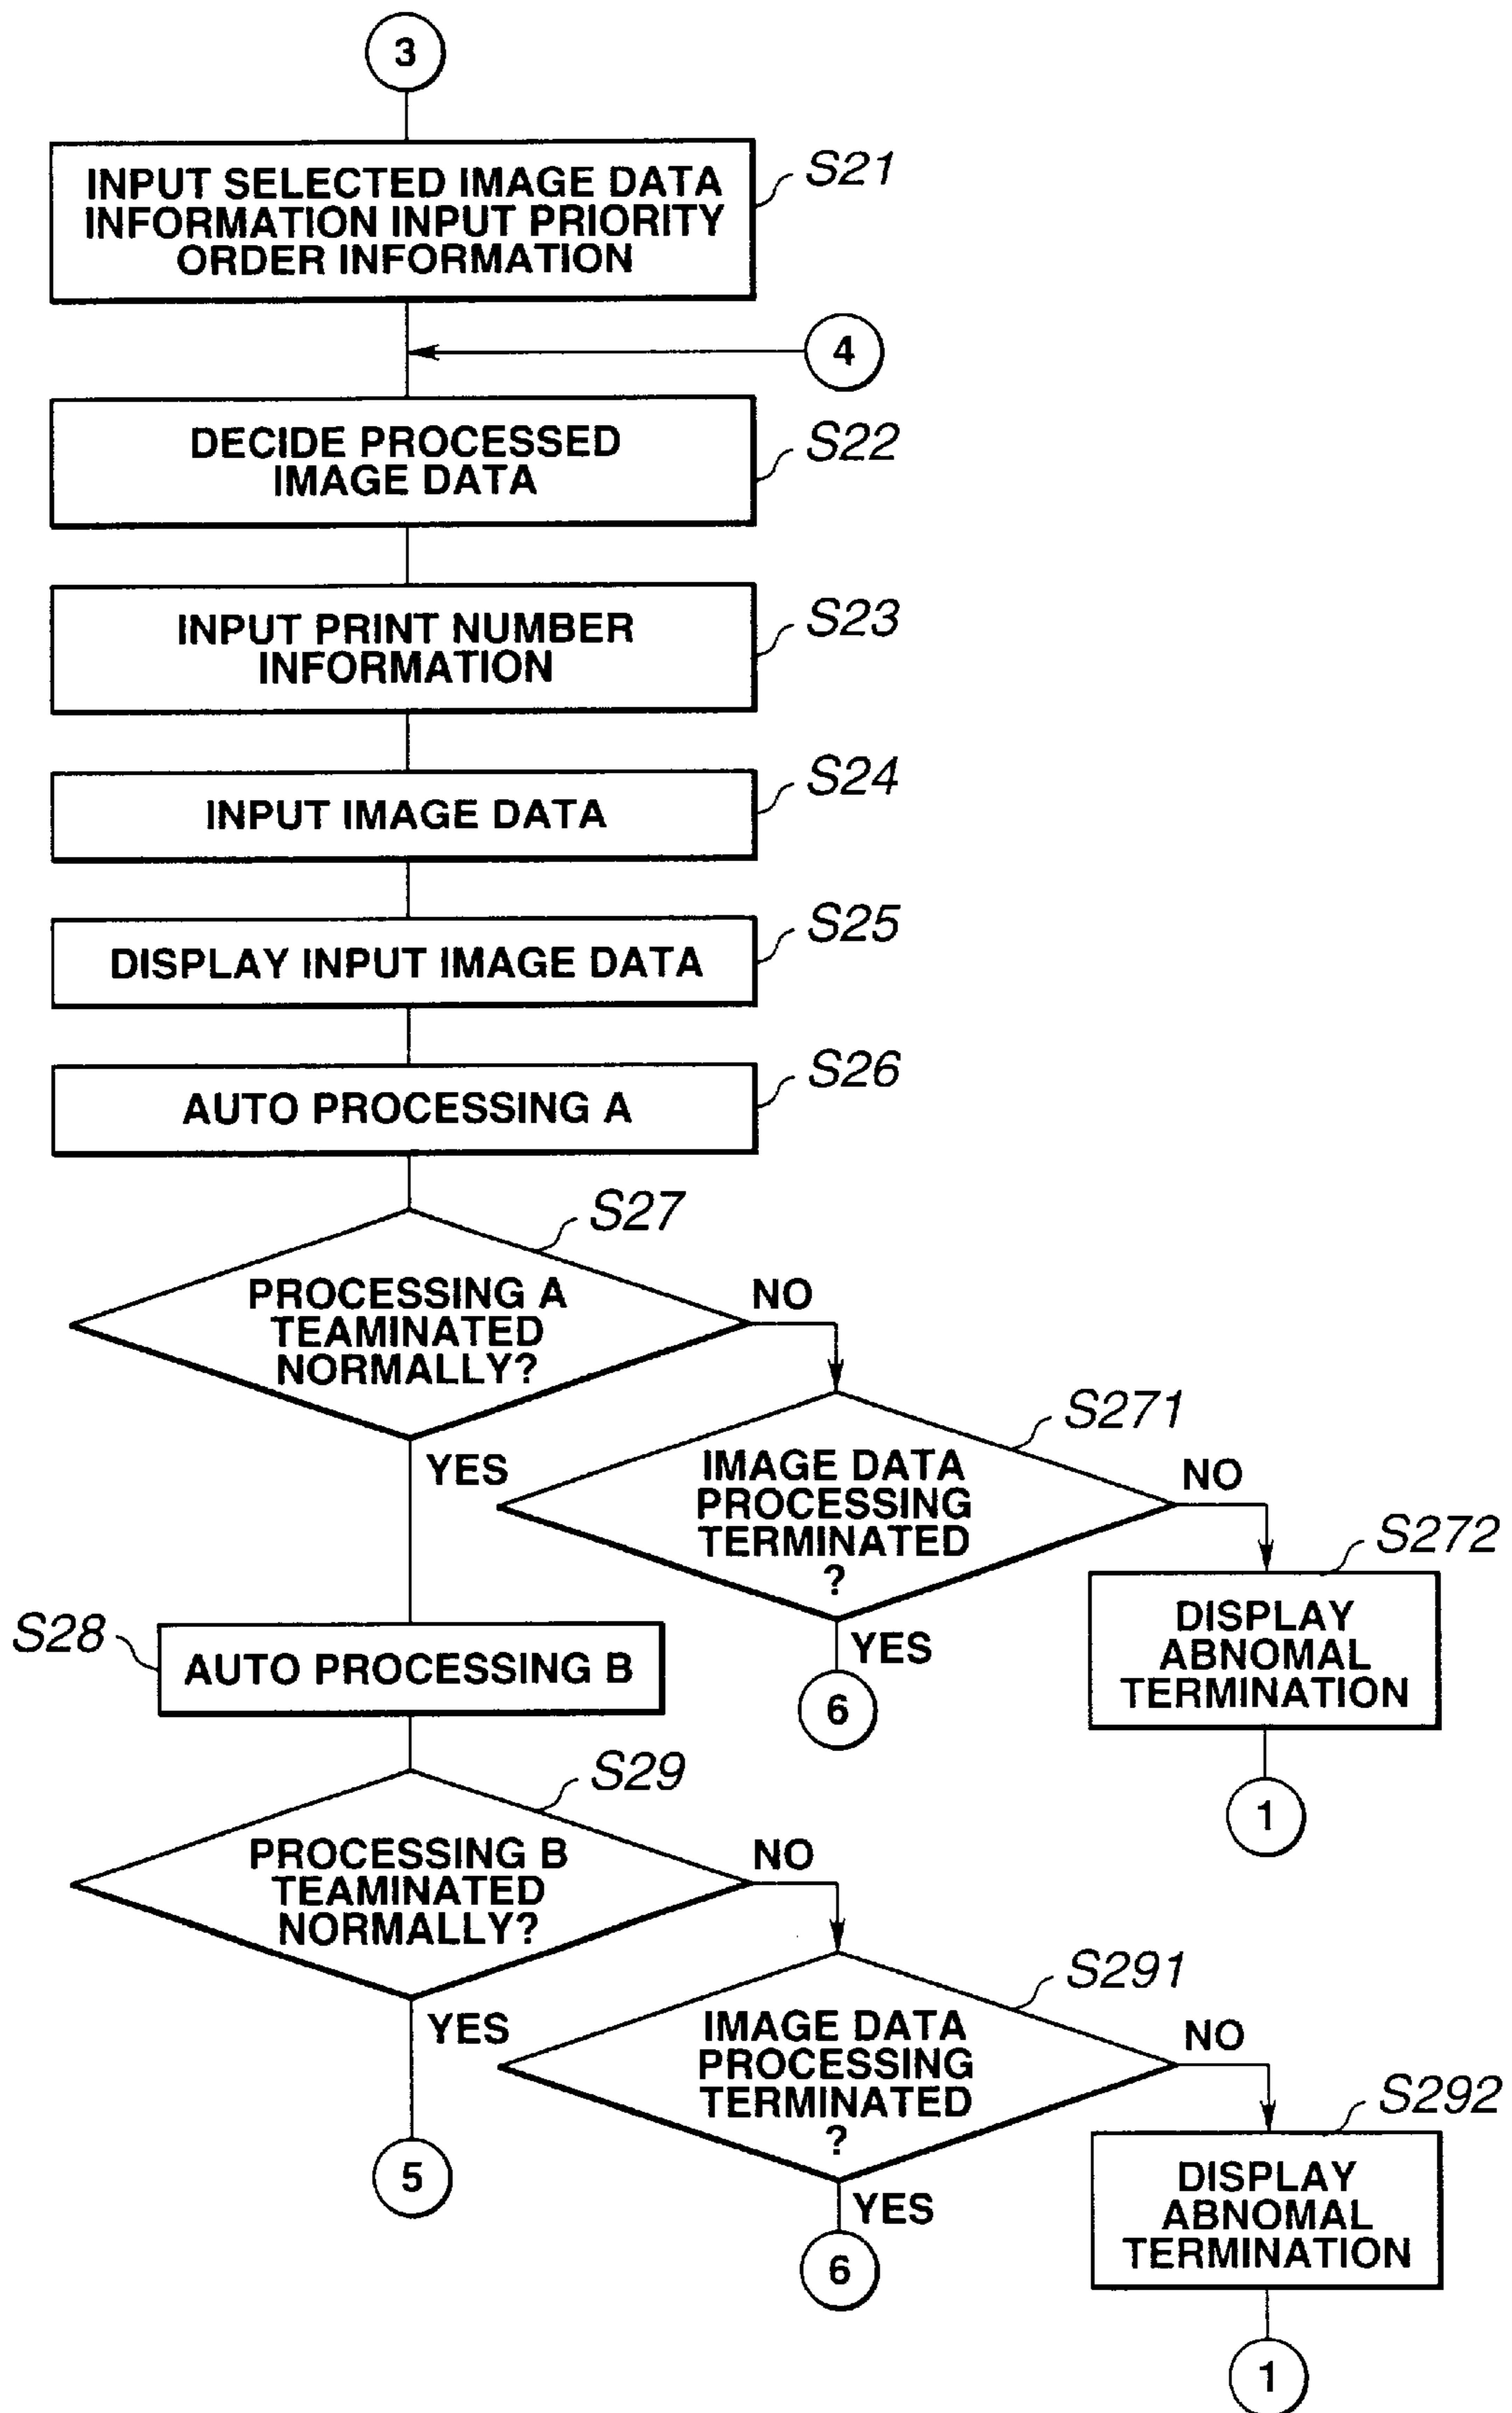 3
INPUT SELECTED IMAGE DATA
INFORMATION INPUT PRIORITY
ORDER INFORMATION
S21
4
DECIDE PROCESSED
IMAGE DATA
S22
INPUT PRINT NUMBER
INFORMATION
S23
INPUT IMAGE DATA
S24
DISPLAY INPUT IMAGE DATA
S25
AUTO PROCESSING A
S26
S27
PROCESSING A
TEAMINATED
NORMALLY?
NO
YES
S271
IMAGE DATA
PROCESSING
TERMINATED
?
NO
YES
6
S272
DISPLAY
ABNOMAL
TERMINATION
1
S28
AUTO PROCESSING B
S29
PROCESSING B
TEAMINATED
NORMALLY?
NO
YES
5
S291
IMAGE DATA
PROCESSING
TERMINATED
?
NO
YES
6
S292
DISPLAY
ABNOMAL
TERMINATION
1